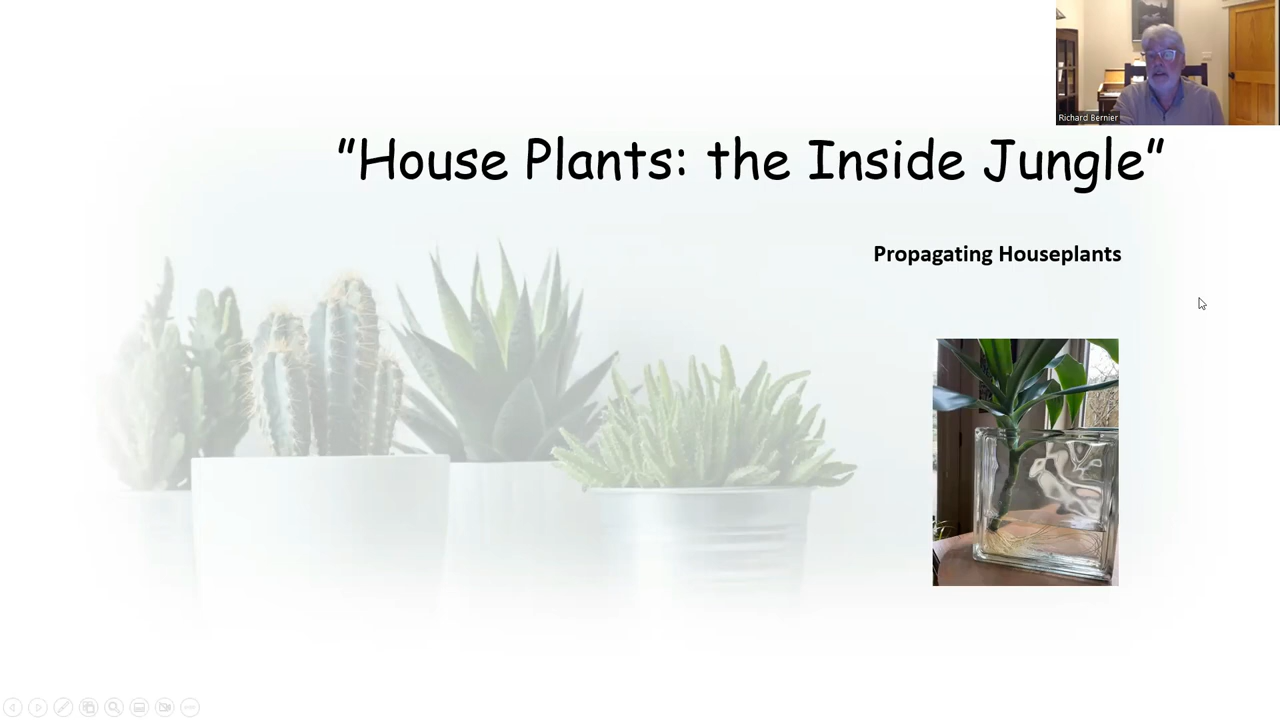 Richard Bernier
"House Plants: the Inside Jungle"
Propagating Houseplants